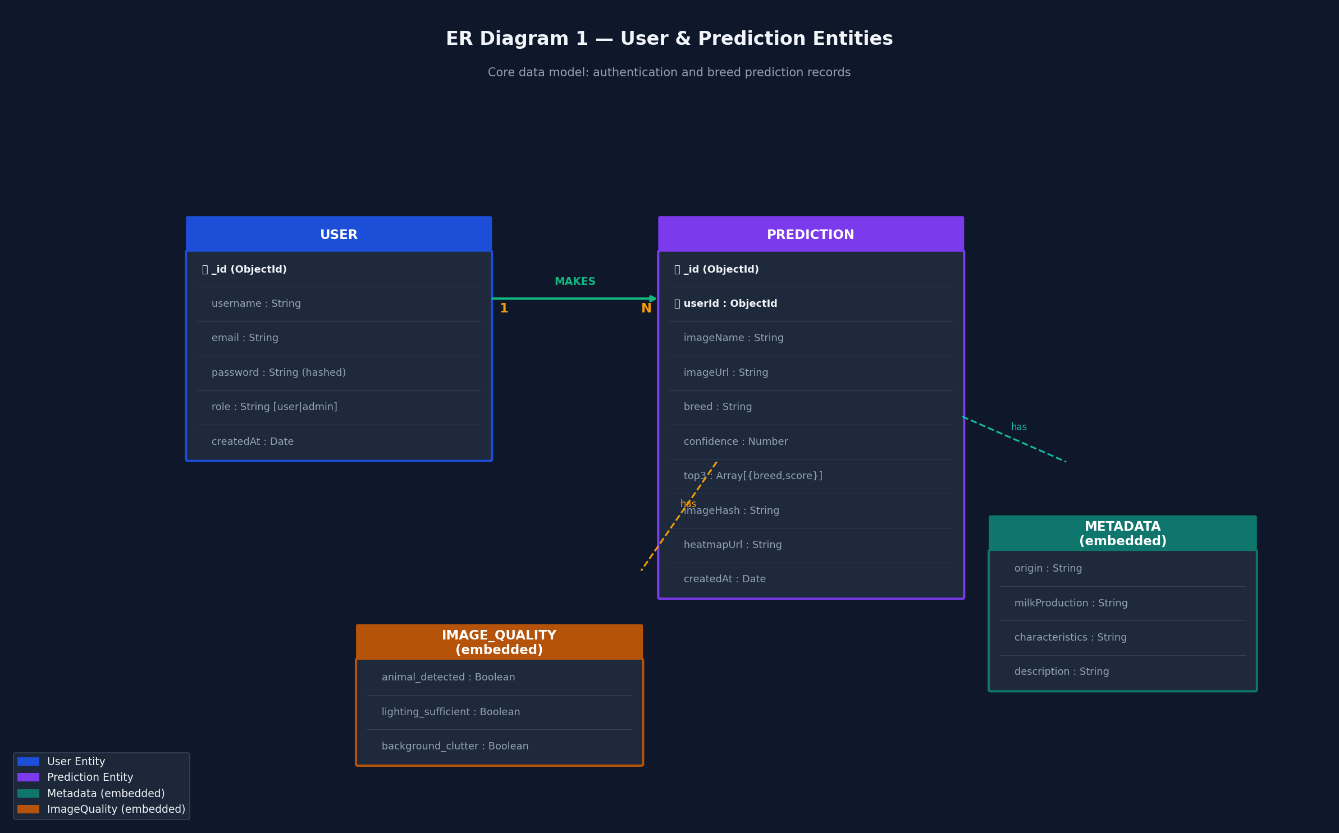 ER Diagram 1 — User & Prediction Entities
Core data model: authentication and breed prediction records
USER
_id (ObjectId)
username : String
email : String
password : String (hashed)
role : String [user|admin]
createdAt : Date
MAKES
1
N
PREDICTION
_id (ObjectId)
userId : ObjectId
imageName : String
imageUrl : String
breed : String
confidence : Number
top3 : Array[{breed,score}]
imageHash : String
heatmapUrl : String
createdAt : Date
has
has
METADATA
(embedded)
origin : String
milkProduction : String
characteristics : String
description : String
IMAGE_QUALITY
(embedded)
animal_detected : Boolean
lighting_sufficient : Boolean
background_clutter : Boolean
User Entity
Prediction Entity
Metadata (embedded)
ImageQuality (embedded)